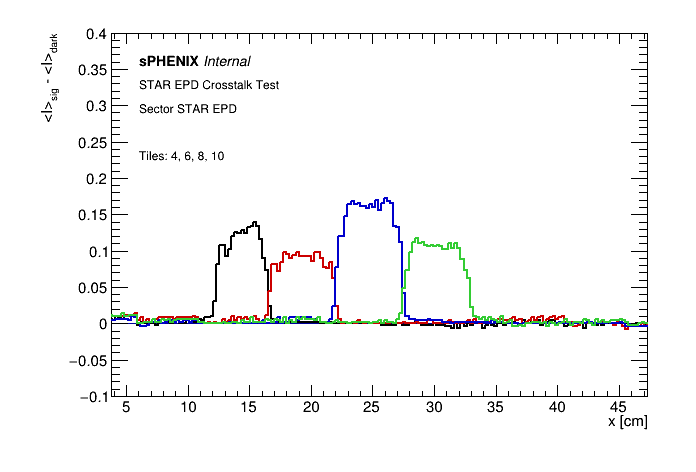 <I>sig - <I>dark
0.4
0.35
0.3
0.25
0.2
0.15
0.1
0.05
0
−0.05
−0.1
sPHENIX Internal
STAR EPD Crosstalk Test
Sector STAR EPD
Tiles: 4, 6, 8, 10
5 10 15 20 25 30 35 40 45
x [cm]